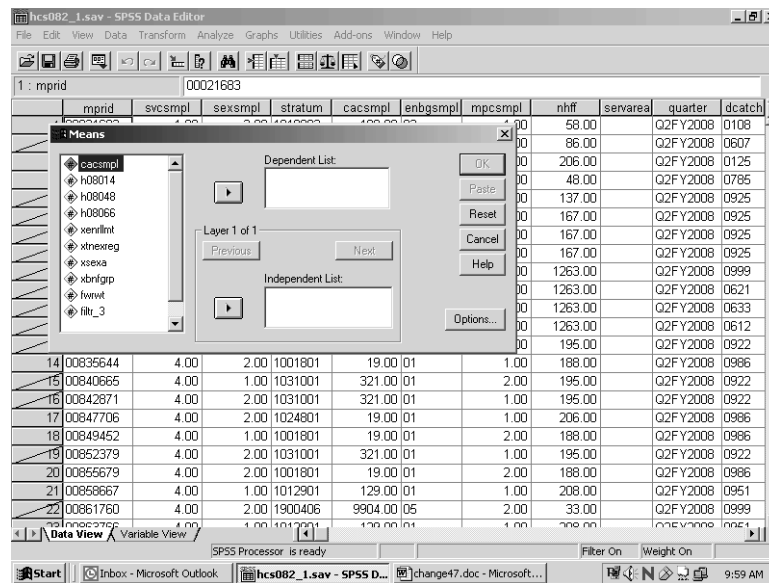 hcs082_1.sav - SPSS Data Editor
File Edit View Data Transform Analyze Graphs Utilities Add-ons Window Help
1 : mprid 00021683
mprid svcsmpl sexsmpl stratum cacsmpl enbgsmpl mpcsmpl nhff servarea quarter dcatch
58.00 Q2FY2008 0108
Means
86.00 Q2FY2008 0607
cacsmpl
h08014
h08048
h08066
xenrllmt
xtnexreg
xsexa
xbnfgrp
fwrwt
filtr_3
Dependent List:
Layer 1 of 1
Previous Next
Independent List:
OK
Paste
Reset
Cancel
Help
Options...
206.00 Q2FY2008 0125
48.00 Q2FY2008 0785
137.00 Q2FY2008 0925
167.00 Q2FY2008 0925
167.00 Q2FY2008 0925
167.00 Q2FY2008 0925
1263.00 Q2FY2008 0999
1263.00 Q2FY2008 0621
1263.00 Q2FY2008 0633
1263.00 Q2FY2008 0612
195.00 Q2FY2008 0922
14 00835644 4.00 2.00 1001801 19.00 01 1.00 188.00 Q2FY2008 0986
15 00840665 4.00 1.00 1031001 321.00 01 2.00 195.00 Q2FY2008 0922
16 00842871 4.00 2.00 1031001 321.00 01 1.00 195.00 Q2FY2008 0922
17 00847706 4.00 2.00 1024801 19.00 01 1.00 206.00 Q2FY2008 0986
18 00849452 4.00 1.00 1001801 19.00 01 2.00 188.00 Q2FY2008 0986
19 00852379 4.00 2.00 1031001 321.00 01 1.00 195.00 Q2FY2008 0922
20 00855679 4.00 2.00 1001801 19.00 01 2.00 188.00 Q2FY2008 0986
21 00858667 4.00 1.00 1012901 129.00 01 1.00 208.00 Q2FY2008 0951
22 00861760 4.00 2.00 1900406 9904.00 05 2.00 33.00 Q2FY2008 0999
Data View Variable View
SPSS Processor is ready Filter On Weight On
Start Inbox - Microsoft Outlook hcs082_1.sav - SPSS D... change47.doc - Microsoft... 9:59 AM